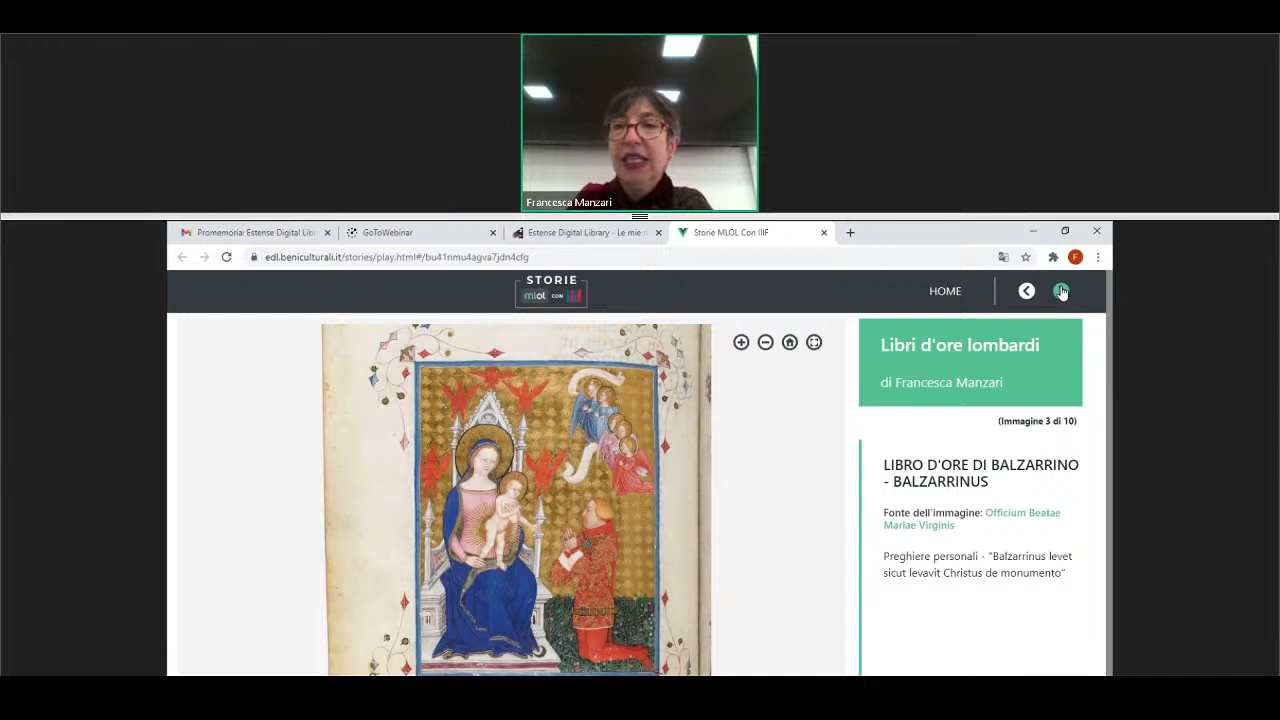 Francesca Manzari
Promemoria: Estense Digital Lib
GoToWebinar
Estense Digital Library - Le mie n
Storie MLOL Con IIIF
edl.beniculturali.it/stories/play.html#/bu41nmu4agva7jdn4cfg
F
STORIE
mlol CON
HOME
Libri d'ore lombardi
di Francesca Manzari
(Immagine 3 di 10)
LIBRO D'ORE DI BALZARRINO
- BALZARRINUS
Fonte dell'immagine: Officium Beatae
Mariae Virginis
Preghiere personali - "Balzarrinus levet
sicut levavit Christus de monumento"